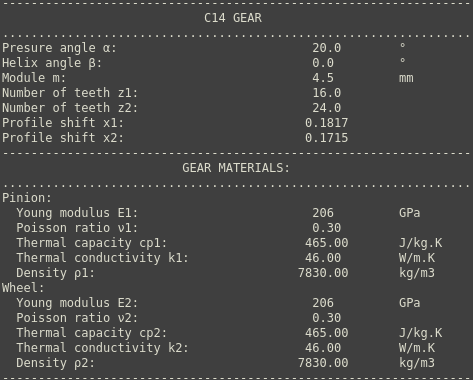 -----------------------------------------------------------------
C14 GEAR
.................................................................
Presure angle α: 20.0 °
Helix angle β: 0.0 °
Module m: 4.5 mm
Number of teeth z1: 16.0
Number of teeth z2: 24.0
Profile shift x1: 0.1817
Profile shift x2: 0.1715
-----------------------------------------------------------------
GEAR MATERIALS:
.................................................................
Pinion:
Young modulus E1: 206 GPa
Poisson ratio ν1: 0.30
Thermal capacity cp1: 465.00 J/kg.K
Thermal conductivity k1: 46.00 W/m.K
Density ρ1: 7830.00 kg/m3
Wheel:
Young modulus E2: 206 GPa
Poisson ratio ν2: 0.30
Thermal capacity cp2: 465.00 J/kg.K
Thermal conductivity k2: 46.00 W/m.K
Density ρ2: 7830.00 kg/m3
-----------------------------------------------------------------